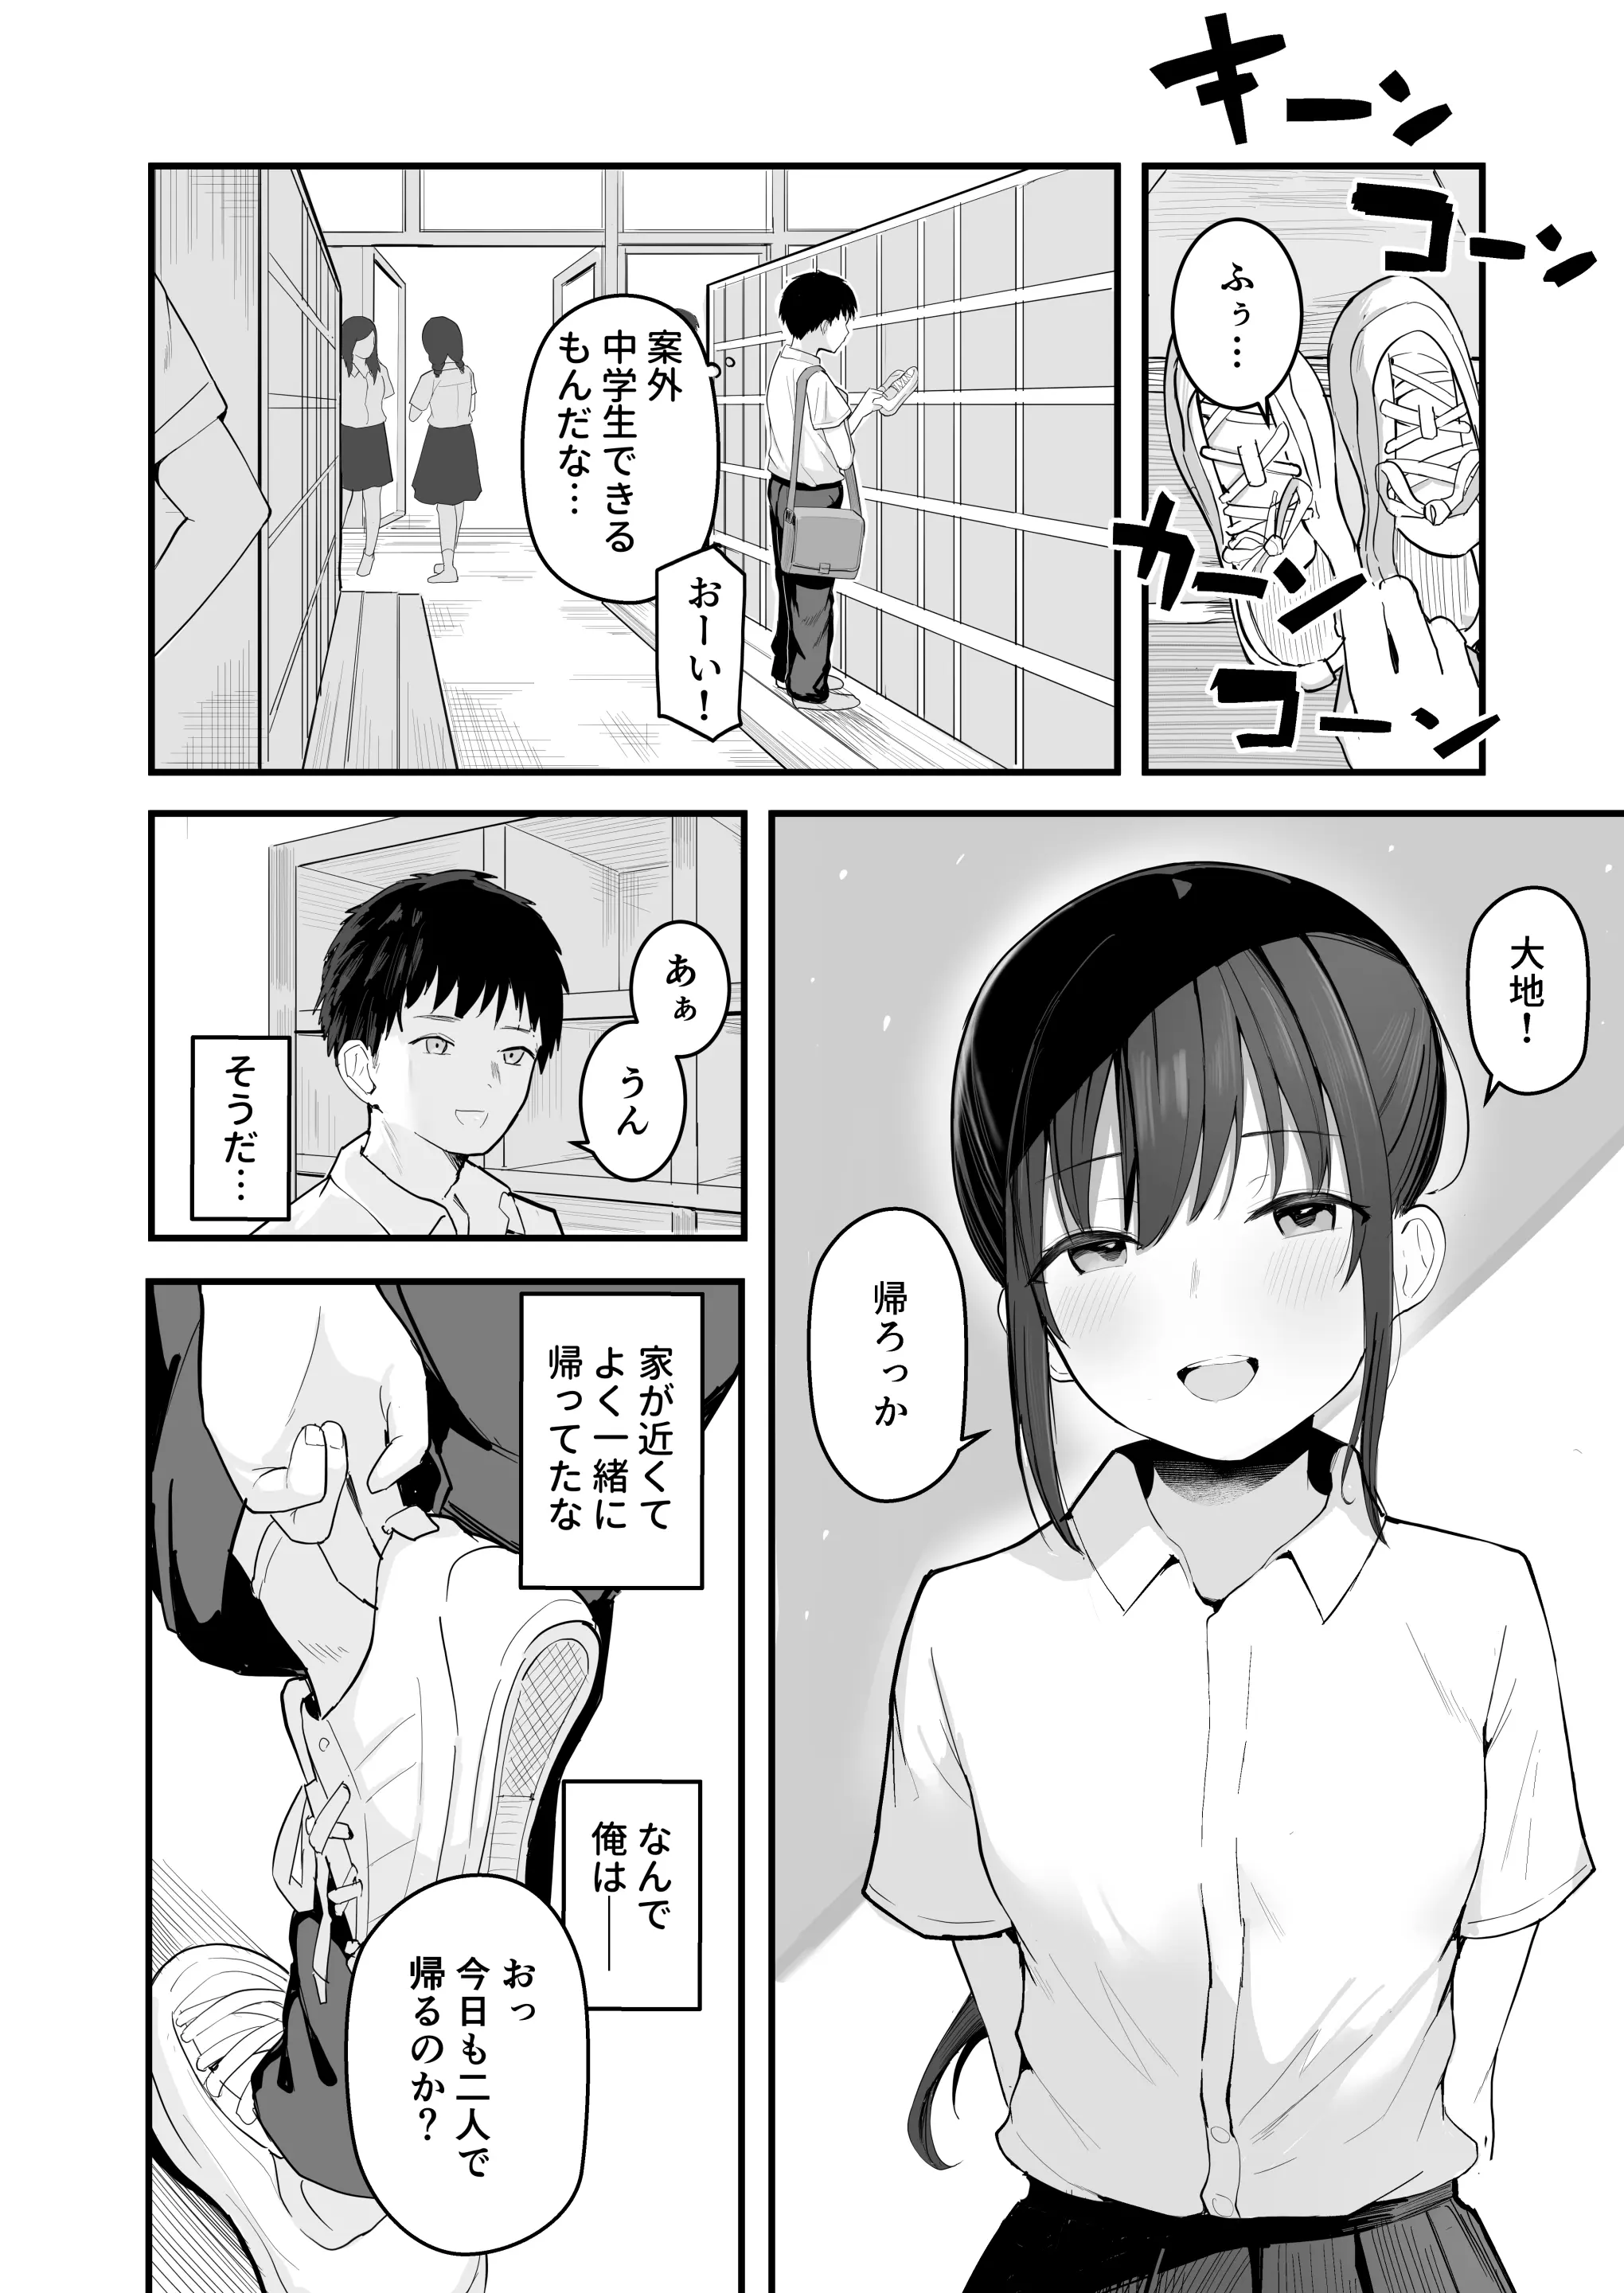 キーン
コーン
カーン
コーン
ふぅ…
案外
中学生できる
もんだな…
おーい！
大地！
帰ろっか
あぁ
うん
そうだ…
家が近くて
よく一緒に
帰ってたな
なんで
俺は――
おっ
今日も二人で
帰るのか？